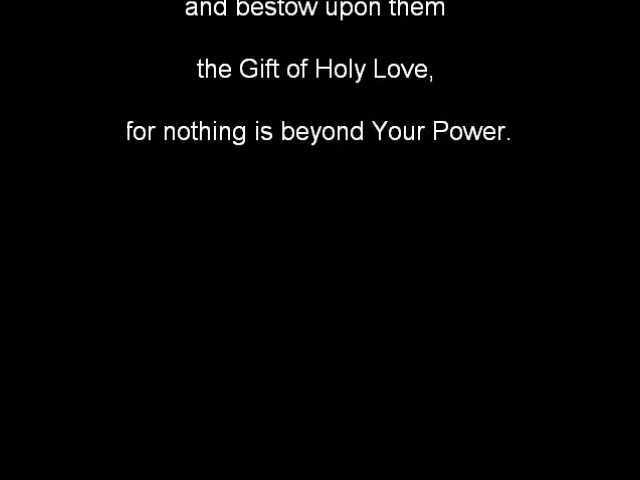 and bestow upon them
the Gift of Holy Love,
for nothing is beyond Your Power.